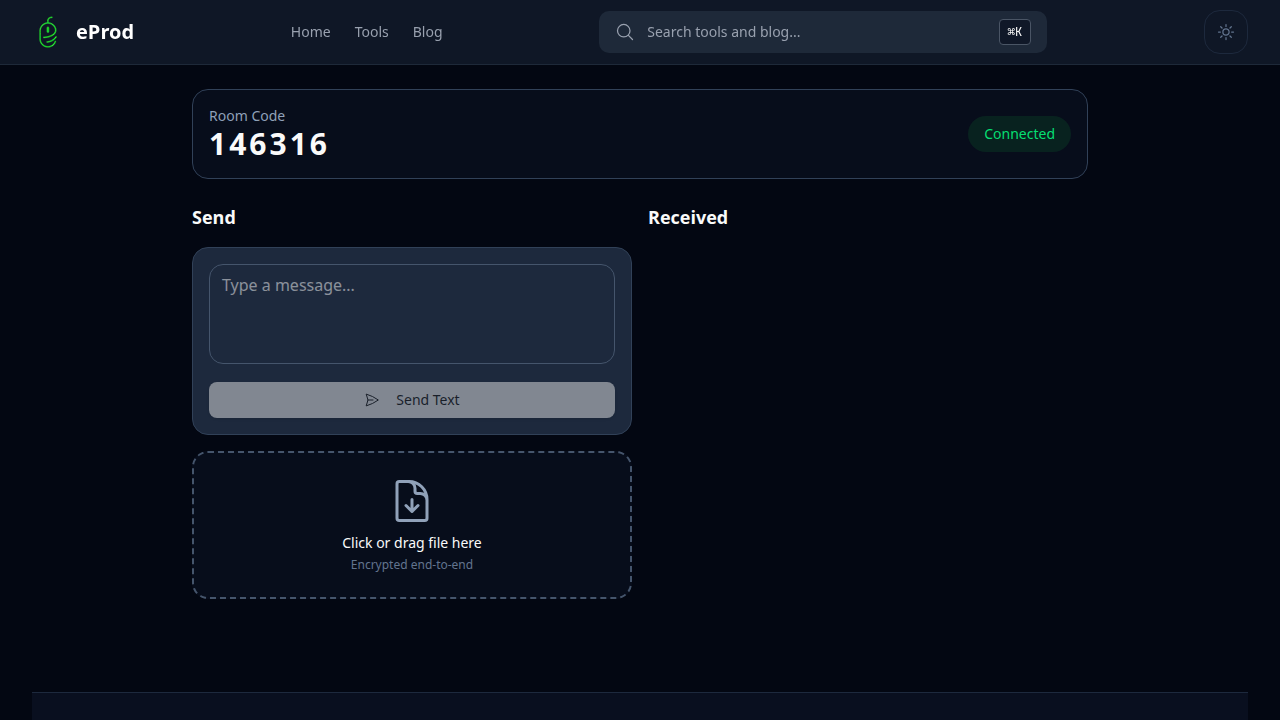 eProd
Home
Tools
Blog
Search tools and blog...
⌘K
Room Code
146316
Connected
Send
Received
Type a message...
Send Text
Click or drag file here
Encrypted end-to-end